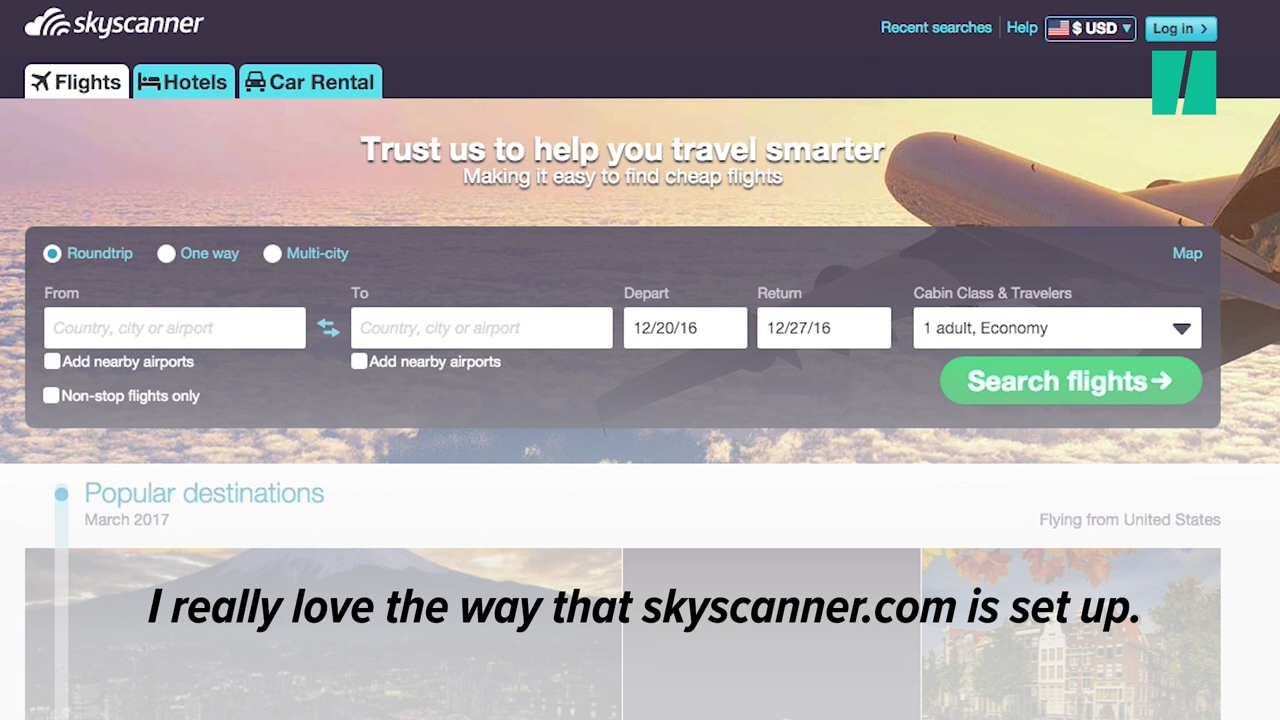 skyscanner
Recent searches Help $ USD Log in
Flights Hotels Car Rental
Trust us to help you travel smarter
Making it easy to find cheap flights
Roundtrip One way Multi-city Map
From To Depart Return Cabin Class & Travelers
Country, city or airport Country, city or airport 12/20/16 12/27/16 1 adult, Economy
Add nearby airports Add nearby airports
Search flights
Non-stop flights only
Popular destinations
March 2017 Flying from United States
I really love the way that skyscanner.com is set up.